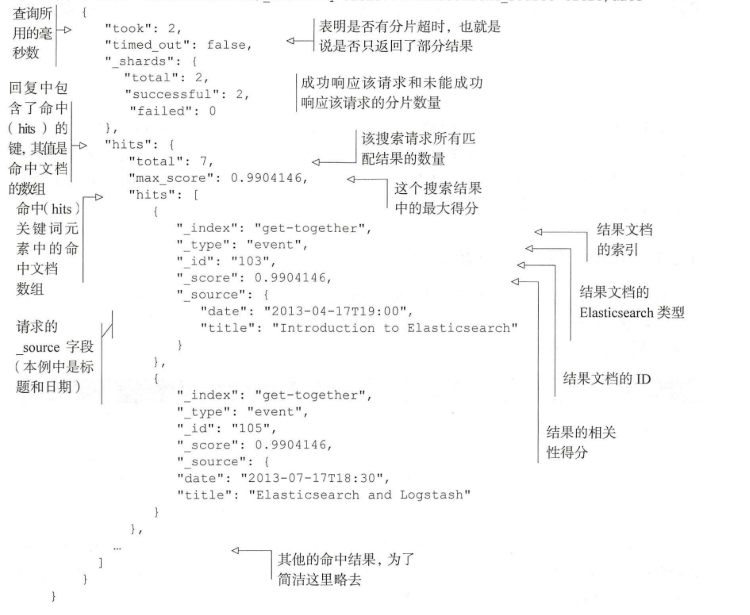 查询所
用的毫
秒数
{
"took": 2,
"timed_out": false,
表明是否有分片超时，也就是
说是否只返回了部分结果
"_shards": {
"total": 2,
"successful": 2,
"failed": 0
成功响应该请求和未能成功
响应该请求的分片数量
},
回复中包
含了命中
（hits）的
键，其值是
命中文档
的数组
"hits": {
"total": 7,
该搜索请求所有匹
配结果的数量
"max_score": 0.9904146,
这个搜索结果
中的最大得分
"hits": [
命中（hits）
关键词元
素中的命
中文档
数组
{
"_index": "get-together",
结果文档
的索引
"_type": "event",
结果文档的
Elasticsearch 类型
"_id": "103",
结果文档的 ID
"_score": 0.9904146,
结果的相关
性得分
"_source": {
"date": "2013-04-17T19:00",
"title": "Introduction to Elasticsearch"
请求的
_source 字段
（本例中是标
题和日期）
}
},
{
"_index": "get-together",
"_type": "event",
"_id": "105",
"_score": 0.9904146,
"_source": {
"date": "2013-07-17T18:30",
"title": "Elasticsearch and Logstash"
}
},
…
其他的命中结果，为了
简洁这里略去
]
}
}